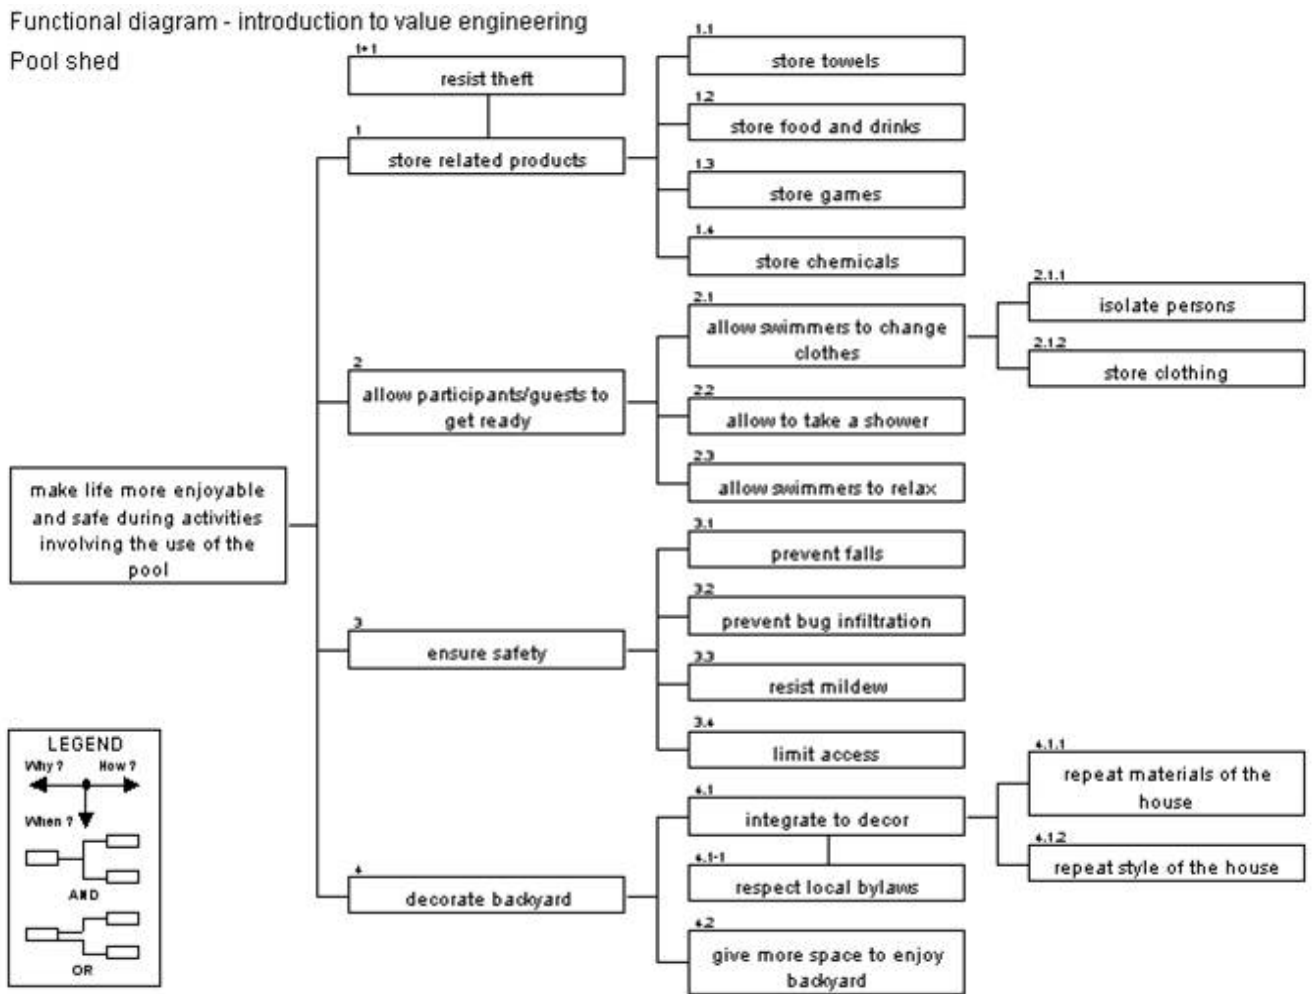 Functional diagram - introduction to value engineering
Pool shed
1+1
resist theft
1
store related products
1.1
store towels
1.2
store food and drinks
1.3
store games
1.4
store chemicals
2
allow participants/guests to
get ready
2.1
allow swimmers to change
clothes
2.1.1
isolate persons
2.1.2
store clothing
2.2
allow to take a shower
2.3
allow swimmers to relax
make life more enjoyable
and safe during activities
involving the use of the
pool
3
ensure safety
3.1
prevent falls
3.2
prevent bug infiltration
3.3
resist mildew
3.4
limit access
4
decorate backyard
4.1
integrate to decor
4.1.1
repeat materials of the
house
4.1.2
repeat style of the house
4.1-1
respect local bylaws
4.2
give more space to enjoy
backyard
LEGEND
Why ? How ?
When ?
AND
OR